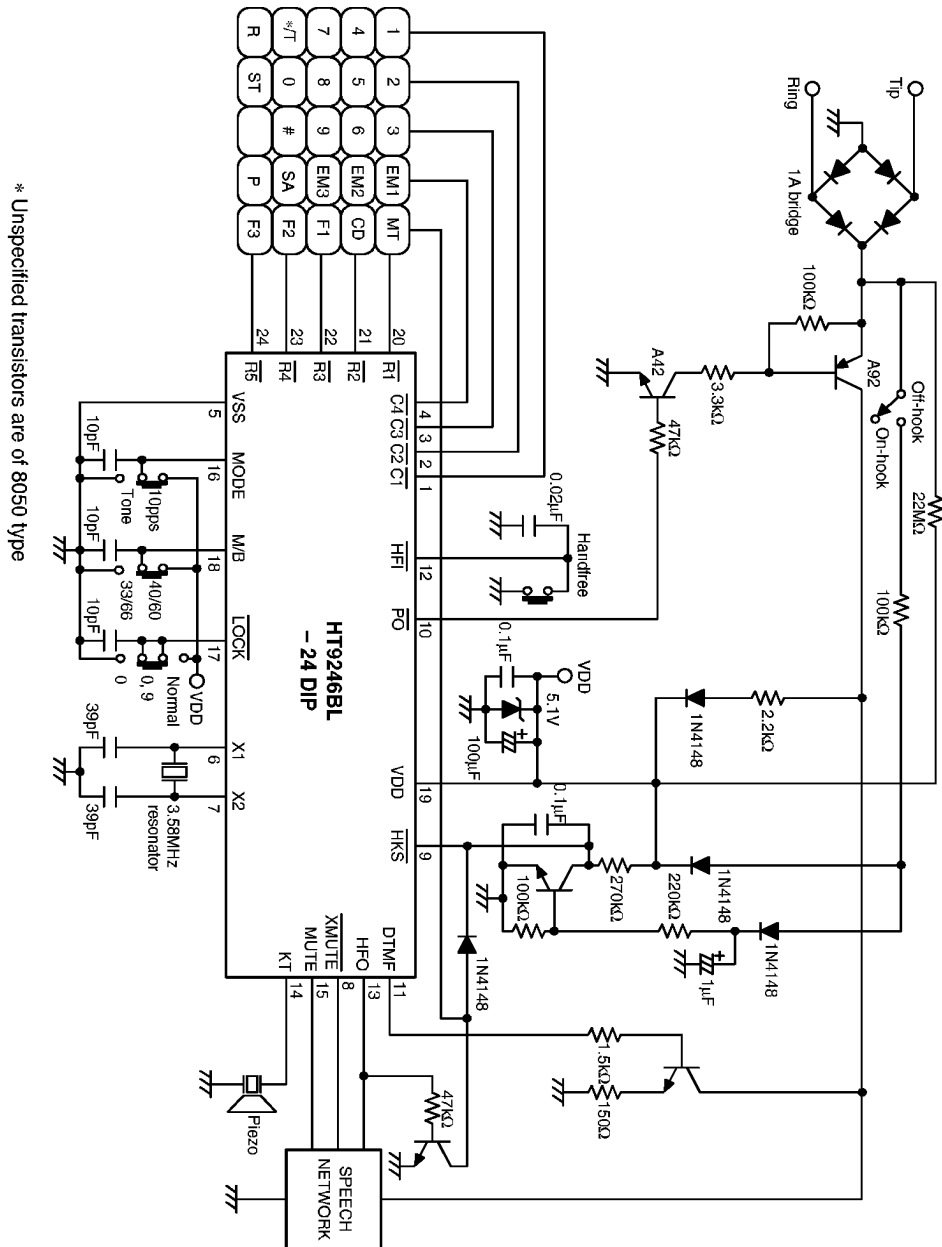 Tip
Ring
1A bridge
100kΩ
A92
Off-hook
On-hook
22MΩ
100kΩ
A42
3.3kΩ
47kΩ
2.2kΩ
1N4148
1 2 3 EM1 MT
4 5 6 EM2 CD
7 8 9 EM3 F1
*/T 0 # SA F2
R ST P F3
0.02µF
Handfree
0.1µF
VDD
5.1V
100µF
0.1µF
100kΩ
270kΩ
220kΩ
1N4148
1N4148
1µF
1N4148
1.5kΩ
150Ω
47kΩ
20 21 22 23 24
R1 R2 R3 R4 R5
4 3 2 1 12 10 19 9
C4 C3 C2 C1 HFI PO VDD HKS
HT9246BL
– 24 DIP
DTMF 11
HFO 13
XMUTE 8
MUTE 15
KT 14
VSS MODE M/B LOCK X1 X2
5 16 18 17 6 7
10pF
10pps
Tone
10pF
40/60
33/66
10pF
Normal
0, 9
0
VDD
39pF
39pF
3.58MHz
resonator
Piezo
SPEECH
NETWORK
* Unspecified transistors are of 8050 type